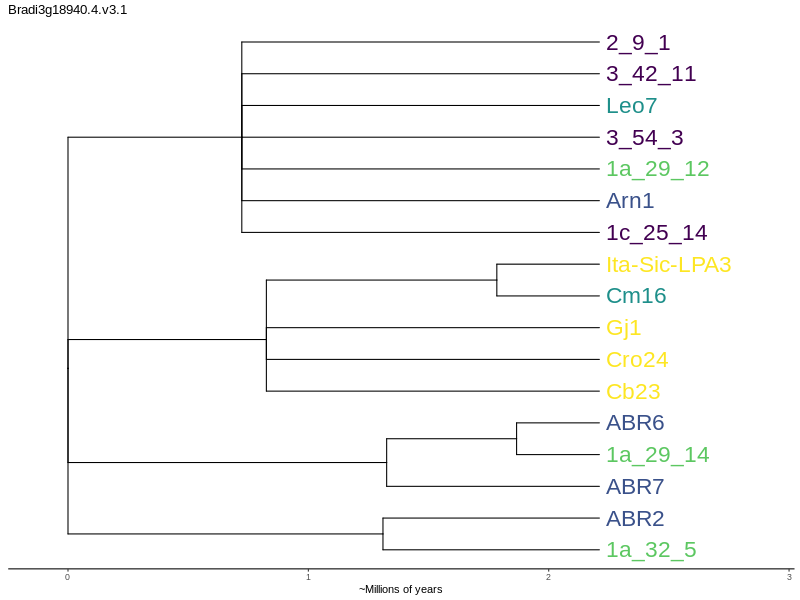 Bradi3g18940.4.v3.1
2_9_1
3_42_11
Leo7
3_54_3
1a_29_12
Arn1
1c_25_14
Ita-Sic-LPA3
Cm16
Gj1
Cro24
Cb23
ABR6
1a_29_14
ABR7
ABR2
1a_32_5
0 1 2 3
~Millions of years